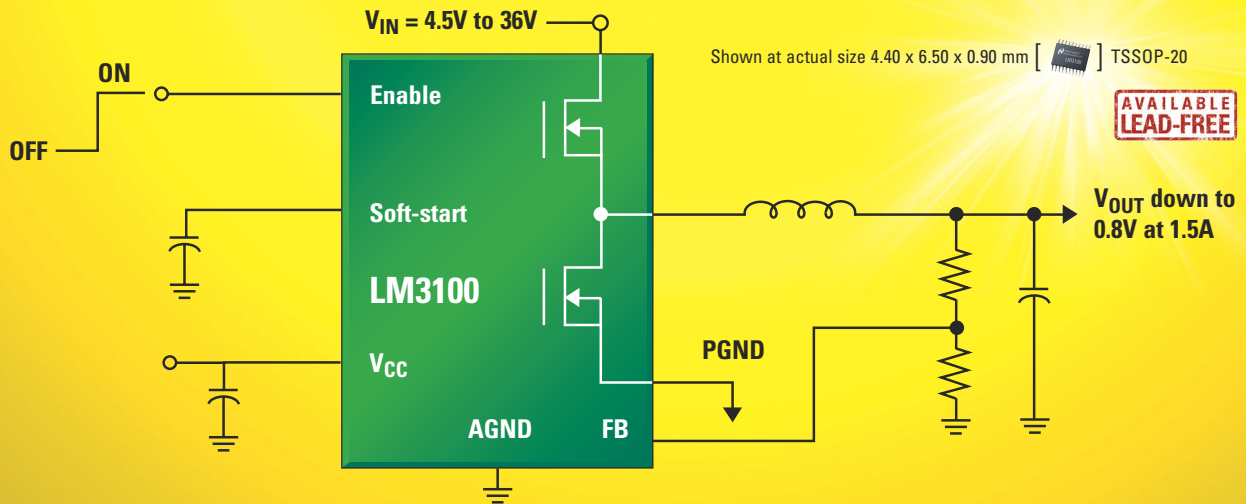 V_IN = 4.5V to 36V
Shown at actual size 4.40 x 6.50 x 0.90 mm [ LM3100 ] TSSOP-20
AVAILABLE
LEAD-FREE
ON
OFF
Enable
Soft-start
LM3100
V_CC
AGND
FB
PGND
V_OUT down to
0.8V at 1.5A